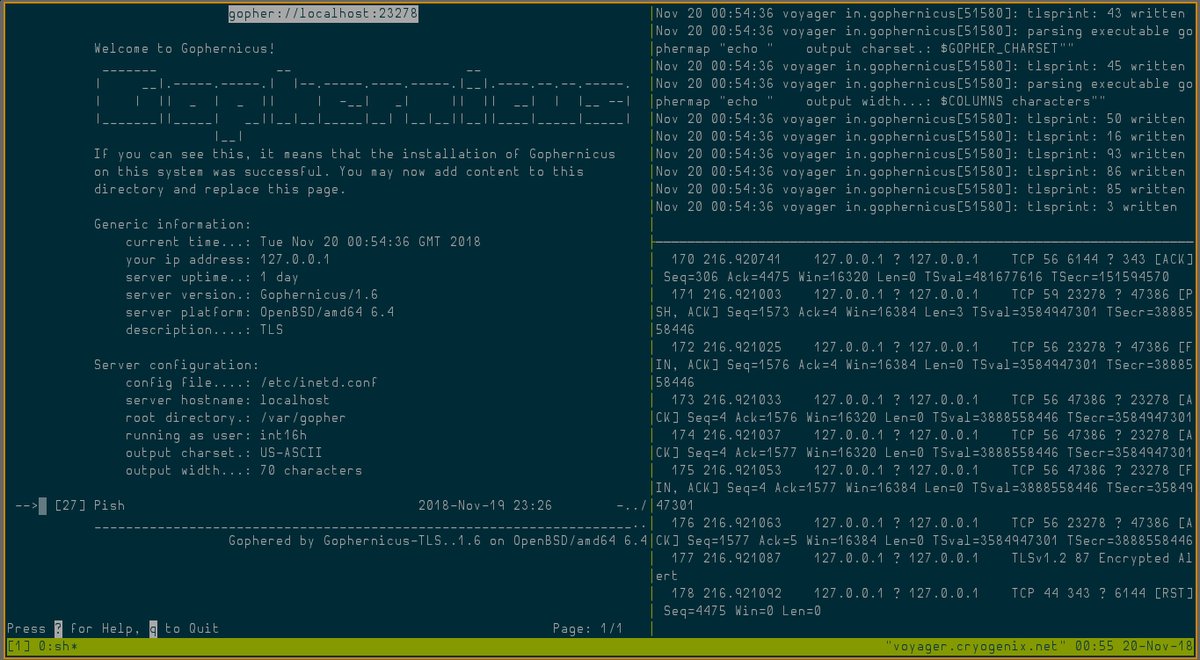 gopher://localhost:23278
Welcome to Gophernicus!
Gophernicus
If you can see this, it means that the installation of Gophernicus
on this system was successful. You may now add content to this
directory and replace this page.
Generic information:
current time...: Tue Nov 20 00:54:36 GMT 2018
your ip address: 127.0.0.1
server uptime..: 1 day
server version.: Gophernicus/1.6
server platform: OpenBSD/amd64 6.4
description....: TLS
Server configuration:
config file....: /etc/inetd.conf
server hostname: localhost
root directory.: /var/gopher
running as user: int16h
output charset.: US-ASCII
output width...: 70 characters
--> [27] Pish 2018-Nov-19 23:26 -../
Gophered by Gophernicus-TLS..1.6 on OpenBSD/amd64 6.4
Press ? for Help, q to Quit Page: 1/1
Nov 20 00:54:36 voyager in.gophernicus[51580]: tlsprint: 43 written
Nov 20 00:54:36 voyager in.gophernicus[51580]: parsing executable go
phermap "echo " output charset.: $GOPHER_CHARSET""
Nov 20 00:54:36 voyager in.gophernicus[51580]: tlsprint: 45 written
Nov 20 00:54:36 voyager in.gophernicus[51580]: parsing executable go
phermap "echo " output width...: $COLUMNS characters""
Nov 20 00:54:36 voyager in.gophernicus[51580]: tlsprint: 50 written
Nov 20 00:54:36 voyager in.gophernicus[51580]: tlsprint: 16 written
Nov 20 00:54:36 voyager in.gophernicus[51580]: tlsprint: 93 written
Nov 20 00:54:36 voyager in.gophernicus[51580]: tlsprint: 86 written
Nov 20 00:54:36 voyager in.gophernicus[51580]: tlsprint: 85 written
Nov 20 00:54:36 voyager in.gophernicus[51580]: tlsprint: 3 written
170 216.920741 127.0.0.1 ? 127.0.0.1 TCP 56 6144 ? 343 [ACK]
Seq=306 Ack=4475 Win=16320 Len=0 TSval=481677616 TSecr=151594570
171 216.921003 127.0.0.1 ? 127.0.0.1 TCP 59 23278 ? 47386 [P
SH, ACK] Seq=1573 Ack=4 Win=16384 Len=3 TSval=3584947301 TSecr=38885
58446
172 216.921025 127.0.0.1 ? 127.0.0.1 TCP 56 23278 ? 47386 [F
IN, ACK] Seq=1576 Ack=4 Win=16384 Len=0 TSval=3584947301 TSecr=38885
58446
173 216.921033 127.0.0.1 ? 127.0.0.1 TCP 56 47386 ? 23278 [A
CK] Seq=4 Ack=1576 Win=16320 Len=0 TSval=3888558446 TSecr=3584947301
174 216.921037 127.0.0.1 ? 127.0.0.1 TCP 56 47386 ? 23278 [A
CK] Seq=4 Ack=1577 Win=16320 Len=0 TSval=3888558446 TSecr=3584947301
175 216.921053 127.0.0.1 ? 127.0.0.1 TCP 56 47386 ? 23278 [F
IN, ACK] Seq=4 Ack=1577 Win=16384 Len=0 TSval=3888558446 TSecr=35849
47301
176 216.921063 127.0.0.1 ? 127.0.0.1 TCP 56 23278 ? 47386 [A
CK] Seq=1577 Ack=5 Win=16384 Len=0 TSval=3584947301 TSecr=3888558446
177 216.921087 127.0.0.1 ? 127.0.0.1 TLSv1.2 87 Encrypted Al
ert
178 216.921092 127.0.0.1 ? 127.0.0.1 TCP 44 343 ? 6144 [RST]
Seq=4475 Win=0 Len=0
[1] 0:sh* "voyager.cryogenix.net" 00:55 20-Nov-18